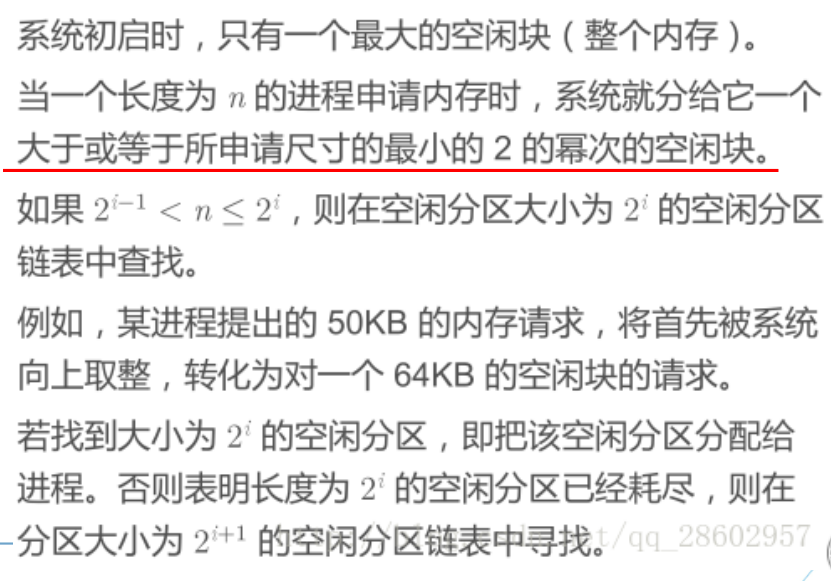 系统初启时，只有一个最大的空闲块（整个内存）。
当一个长度为 n 的进程申请内存时，系统就分给它一个
大于或等于所申请尺寸的最小的 2 的幂次的空闲块。
如果 2^{i-1} < n ≤ 2^i，则在空闲分区大小为 2^i 的空闲分区
链表中查找。
例如，某进程提出的 50KB 的内存请求，将首先被系统
向上取整，转化为对一个 64KB 的空闲块的请求。
若找到大小为 2^i 的空闲分区，即把该空闲分区分配给
进程。否则表明长度为 2^i 的空闲分区已经耗尽，则在
分区大小为 2^{i+1} 的空闲分区链表中寻找。
/qq_28602957